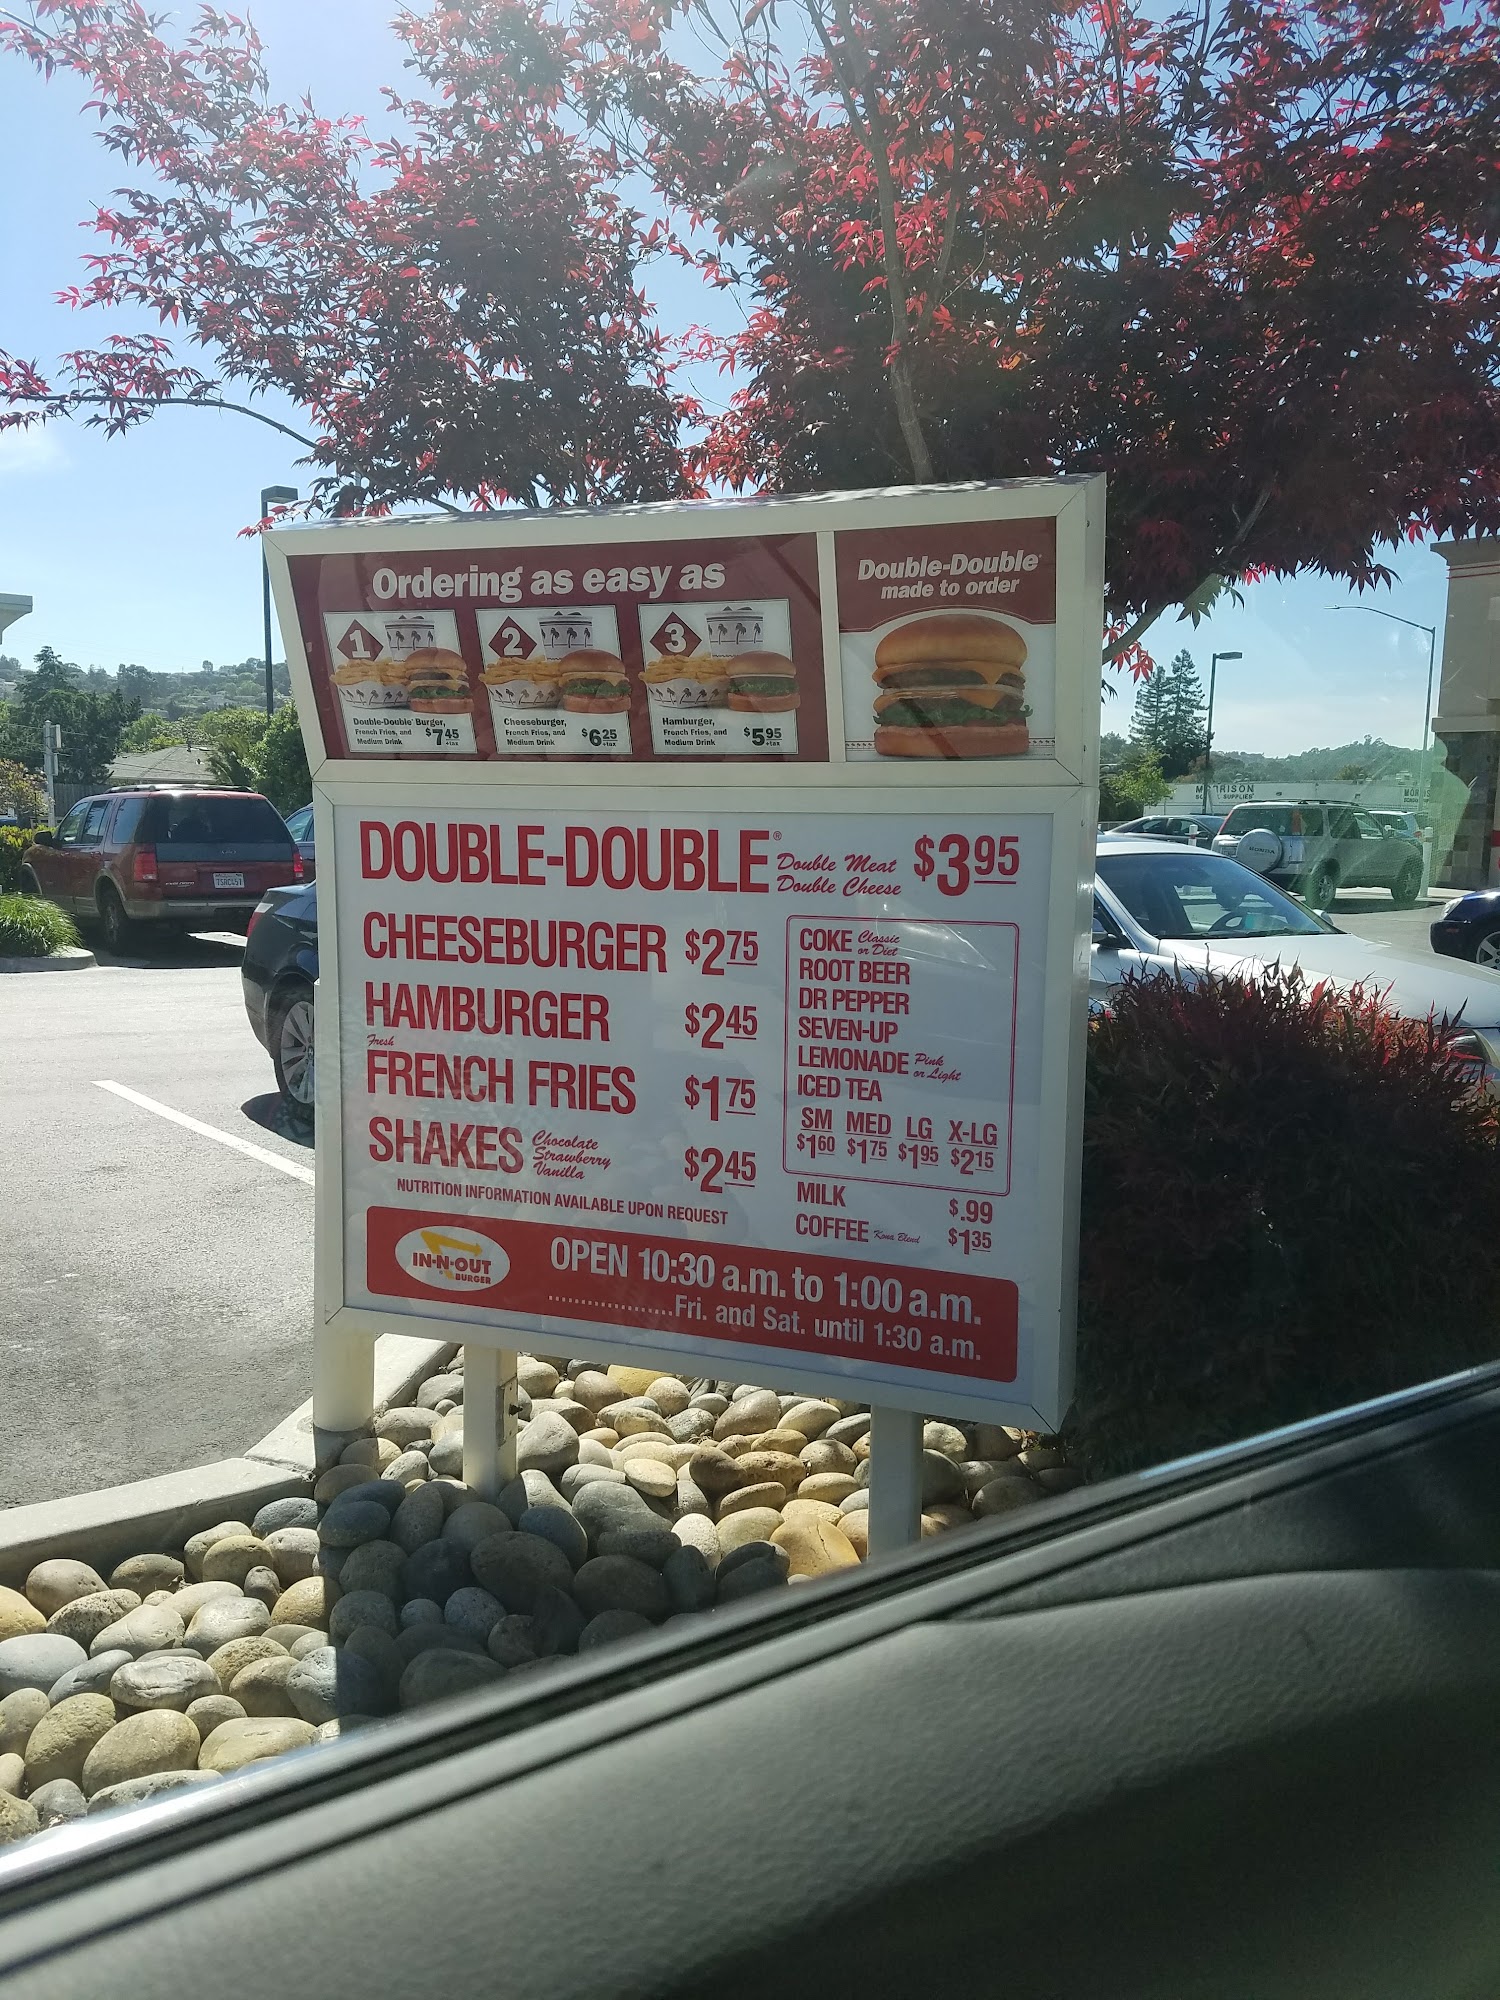 Ordering as easy as
1
Double-Double® Burger,
French Fries, and
Medium Drink
$7.45
+tax
2
Cheeseburger,
French Fries, and
Medium Drink
$6.25
+tax
3
Hamburger,
French Fries, and
Medium Drink
$5.95
+tax
Double-Double®
made to order
DOUBLE-DOUBLE® Double Meat Double Cheese $3.95
CHEESEBURGER $2.75
HAMBURGER $2.45
Fresh
FRENCH FRIES $1.75
SHAKES Chocolate Strawberry Vanilla $2.45
NUTRITION INFORMATION AVAILABLE UPON REQUEST
COKE Classic or Diet
ROOT BEER
DR PEPPER
SEVEN-UP
LEMONADE Pink or Light
ICED TEA
SM MED LG X-LG
$1.60 $1.75 $1.95 $2.15
MILK $.99
COFFEE Kona Blend $1.35
IN-N-OUT
BURGER
OPEN 10:30 a.m. to 1:00 a.m.
....................Fri. and Sat. until 1:30 a.m.
MORRISON
SUPPLIES
HONDA
7SRC457